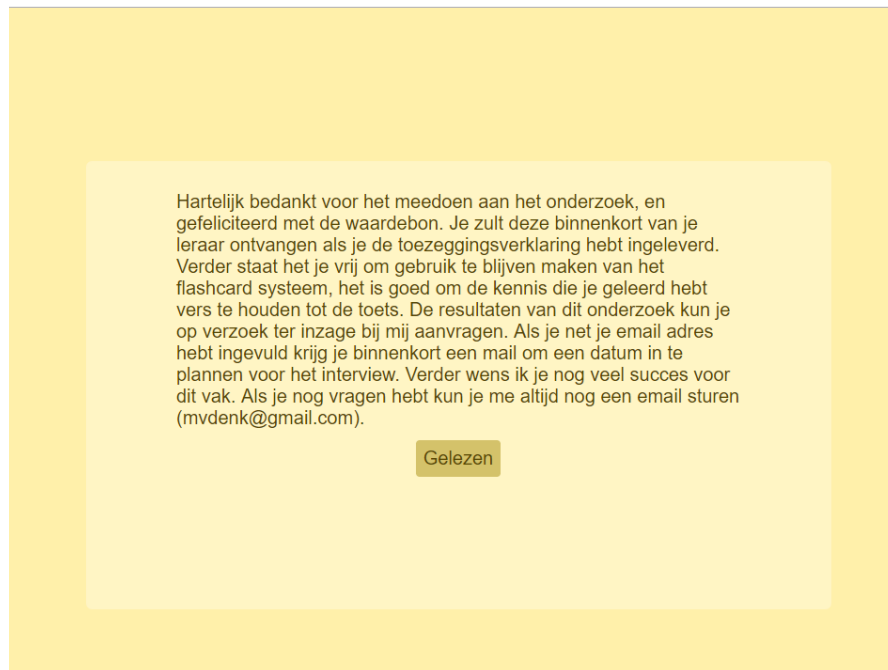 Hartelijk bedankt voor het meedoen aan het onderzoek, en
gefeliciteerd met de waardebon. Je zult deze binnenkort van je
leraar ontvangen als je de toezeggingsverklaring hebt ingeleverd.
Verder staat het je vrij om gebruik te blijven maken van het
flashcard systeem, het is goed om de kennis die je geleerd hebt
vers te houden tot de toets. De resultaten van dit onderzoek kun je
op verzoek ter inzage bij mij aanvragen. Als je net je email adres
hebt ingevuld krijg je binnenkort een mail om een datum in te
plannen voor het interview. Verder wens ik je nog veel succes voor
dit vak. Als je nog vragen hebt kun je me altijd nog een email sturen
(mvdenk@gmail.com).
Gelezen